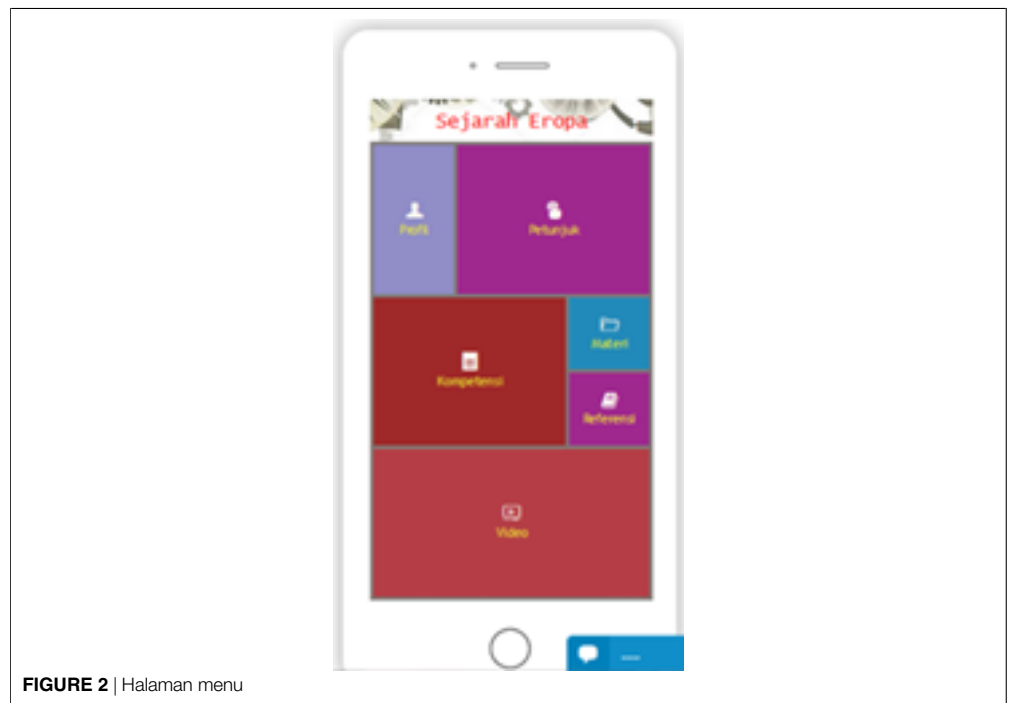 Sejarah Eropa
Profil
Petunjuk
Kompetensi
Materi
Referensi
Video
FIGURE 2 | Halaman menu